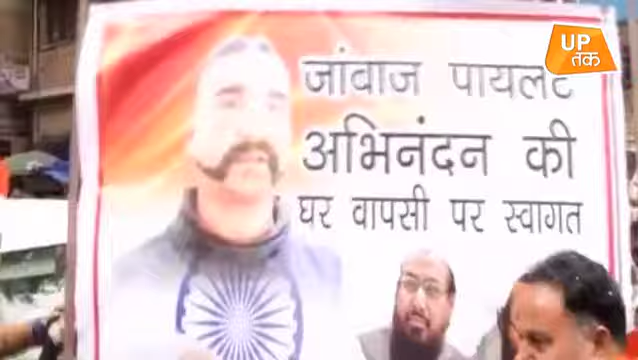 UP
तक
जांबाज पायलट
अभिनंदन की
घर वापसी पर स्वागत